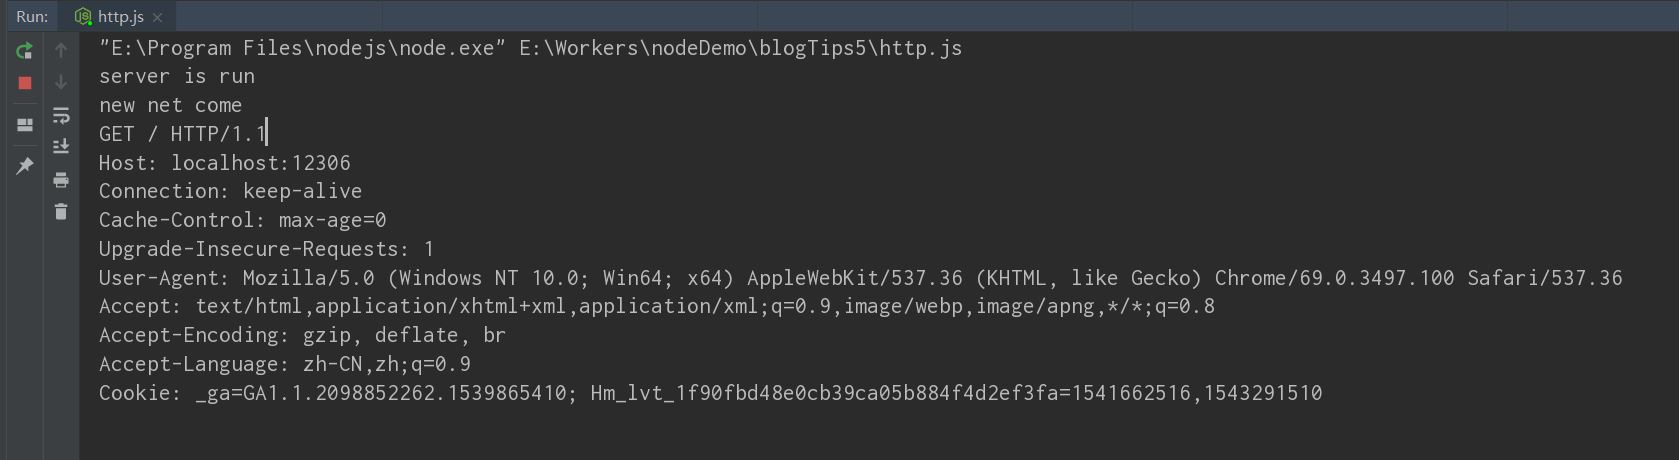 Run: http.js
"E:\Program Files\nodejs\node.exe" E:\Workers\nodeDemo\blogTips5\http.js
server is run
new net come
GET / HTTP/1.1
Host: localhost:12306
Connection: keep-alive
Cache-Control: max-age=0
Upgrade-Insecure-Requests: 1
User-Agent: Mozilla/5.0 (Windows NT 10.0; Win64; x64) AppleWebKit/537.36 (KHTML, like Gecko) Chrome/69.0.3497.100 Safari/537.36
Accept: text/html,application/xhtml+xml,application/xml;q=0.9,image/webp,image/apng,*/*;q=0.8
Accept-Encoding: gzip, deflate, br
Accept-Language: zh-CN,zh;q=0.9
Cookie: _ga=GA1.1.2098852262.1539865410; Hm_lvt_1f90fbd48e0cb39ca05b884f4d2ef3fa=1541662516,1543291510